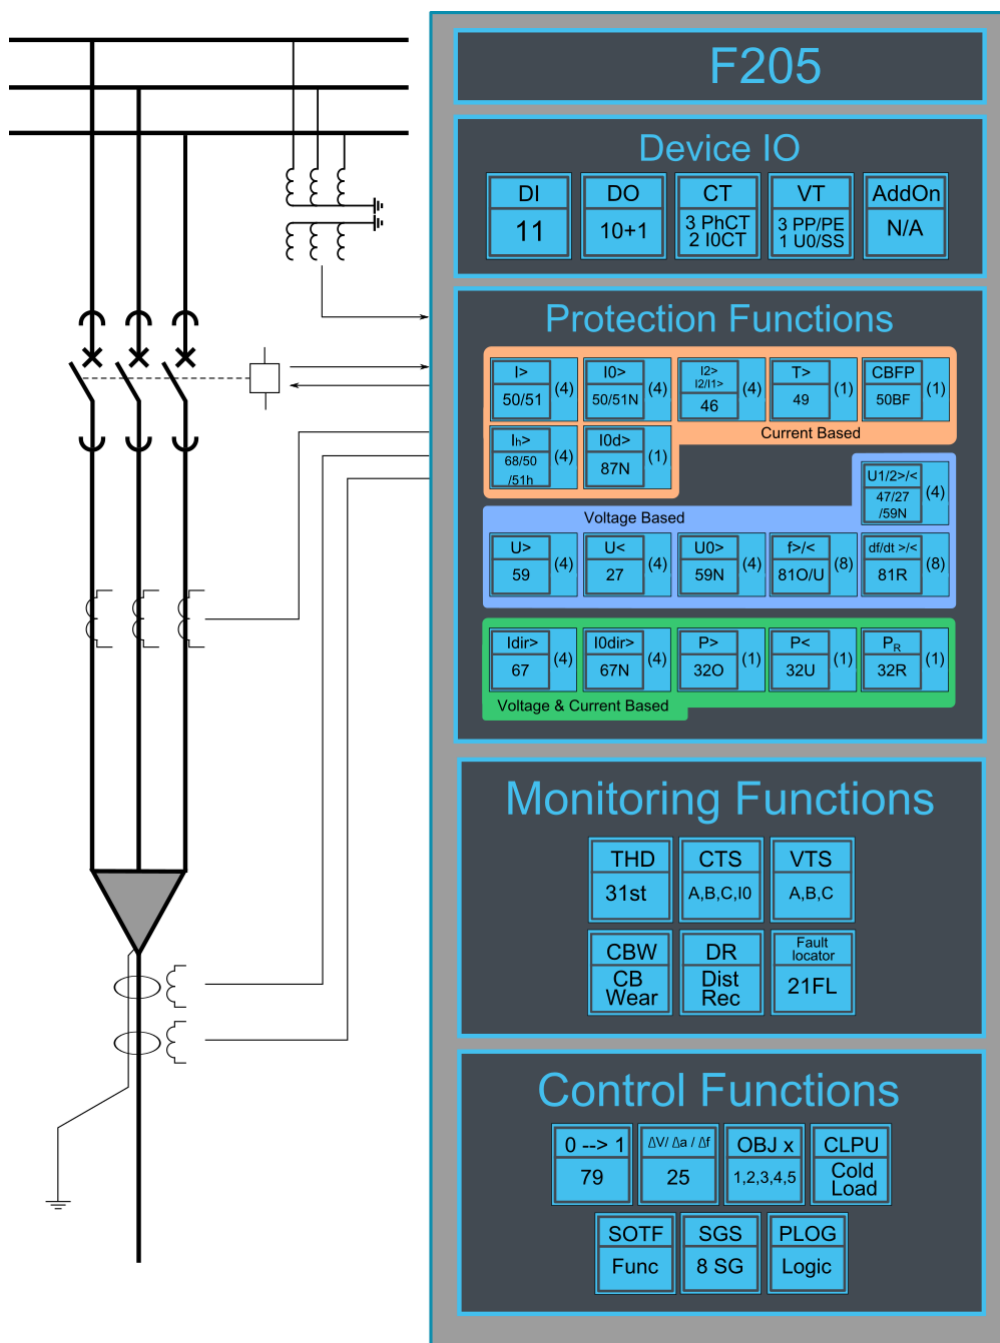 F205
Device IO
DI
11
DO
10+1
CT
3 PhCT
2 I0CT
VT
3 PP/PE
1 U0/SS
AddOn
N/A
Protection Functions
I>
50/51
(4)
I0>
50/51N
(4)
I2>
I2/I1>
46
(4)
T>
49
(1)
CBFP
50BF
(1)
Ih>
68/50
/51h
(4)
I0d>
87N
(1)
Current Based
U1/2>/<
47/27
/59N
(4)
Voltage Based
U>
59
(4)
U<
27
(4)
U0>
59N
(4)
f>/<
81O/U
(8)
df/dt >/<
81R
(8)
Idir>
67
(4)
I0dir>
67N
(4)
P>
32O
(1)
P<
32U
(1)
PR
32R
(1)
Voltage & Current Based
Monitoring Functions
THD
31st
CTS
A,B,C,I0
VTS
A,B,C
CBW
CB
Wear
DR
Dist
Rec
Fault
locator
21FL
Control Functions
0 --> 1
79
ΔV/ Δa / Δf
25
OBJ x
1,2,3,4,5
CLPU
Cold
Load
SOTF
Func
SGS
8 SG
PLOG
Logic